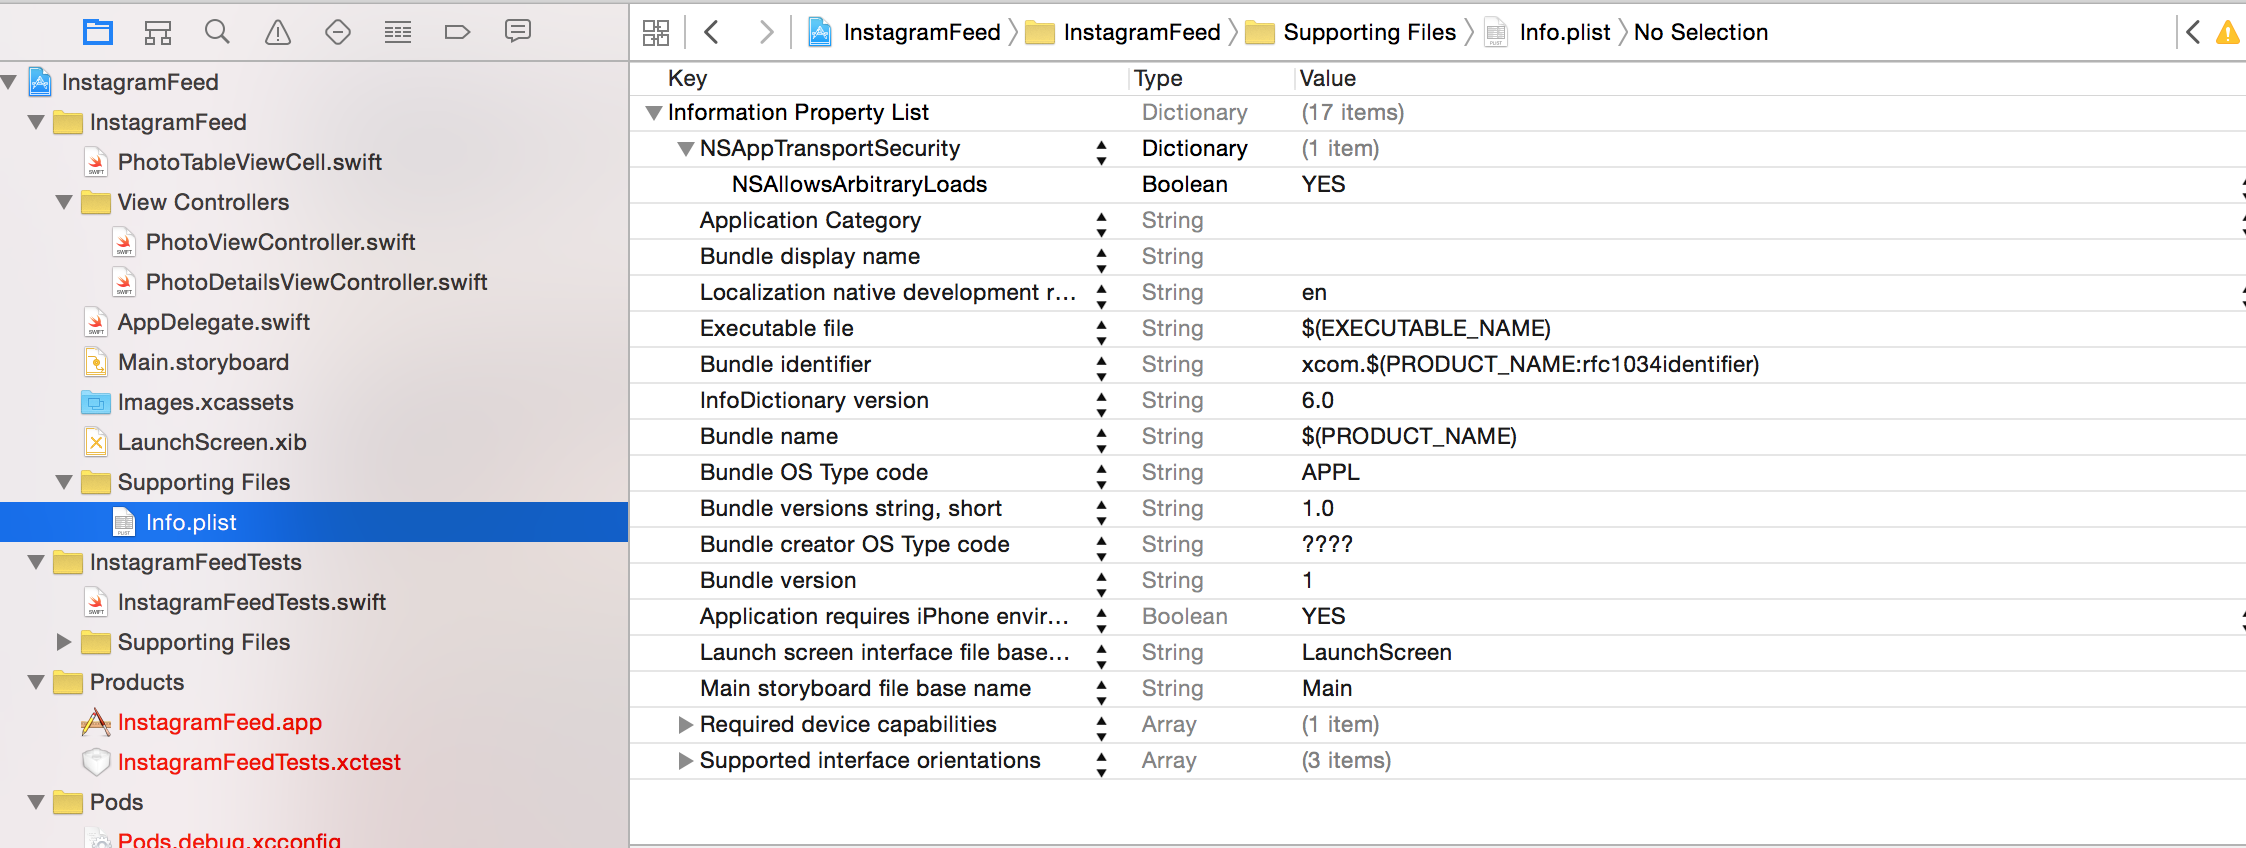 InstagramFeed
InstagramFeed
PhotoTableViewCell.swift
View Controllers
PhotoViewController.swift
PhotoDetailsViewController.swift
AppDelegate.swift
Main.storyboard
Images.xcassets
LaunchScreen.xib
Supporting Files
Info.plist
InstagramFeedTests
InstagramFeedTests.swift
Supporting Files
Products
InstagramFeed.app
InstagramFeedTests.xctest
Pods
Pods.debug.xcconfig
InstagramFeed InstagramFeed Supporting Files Info.plist No Selection
Key Type Value
Information Property List Dictionary (17 items)
NSAppTransportSecurity Dictionary (1 item)
NSAllowsArbitraryLoads Boolean YES
Application Category String
Bundle display name String
Localization native development r... String en
Executable file String $(EXECUTABLE_NAME)
Bundle identifier String xcom.$(PRODUCT_NAME:rfc1034identifier)
InfoDictionary version String 6.0
Bundle name String $(PRODUCT_NAME)
Bundle OS Type code String APPL
Bundle versions string, short String 1.0
Bundle creator OS Type code String ????
Bundle version String 1
Application requires iPhone envir... Boolean YES
Launch screen interface file base... String LaunchScreen
Main storyboard file base name String Main
Required device capabilities Array (1 item)
Supported interface orientations Array (3 items)